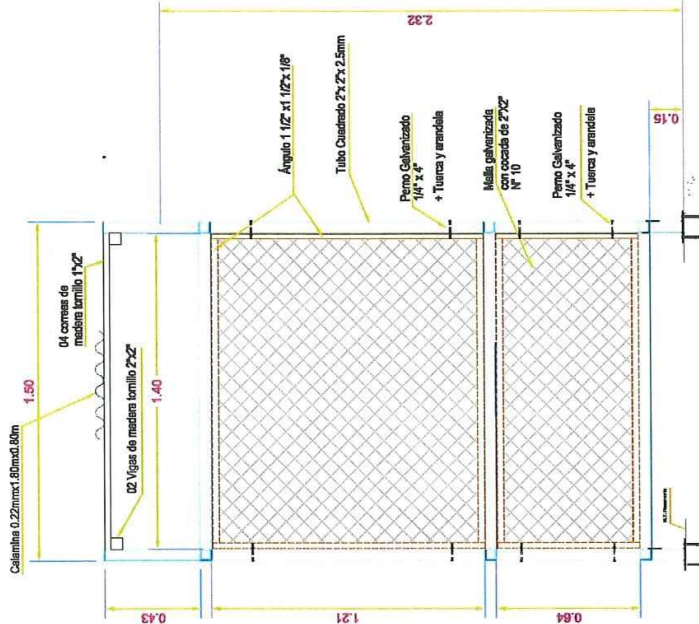 Calamina 0.22mmx1.80mx0.80m
1.50
04 correas de
madera tornillo 1"x2"
02 Vigas de madera tornillo 2"x2"
1.40
0.43
1.21
0.64
2.32
0.15
Ángulo 1 1/2" x1 1/2"x 1/8"
Tubo Cuadrado 2"x 2"x 2.5mm
Perno Galvanizado
1/4" x 4"
+ Tuerca y arandela
Malla galvanizada
con cocada de 2"X2"
N° 10
Perno Galvanizado
1/4" x 4"
+ Tuerca y arandela